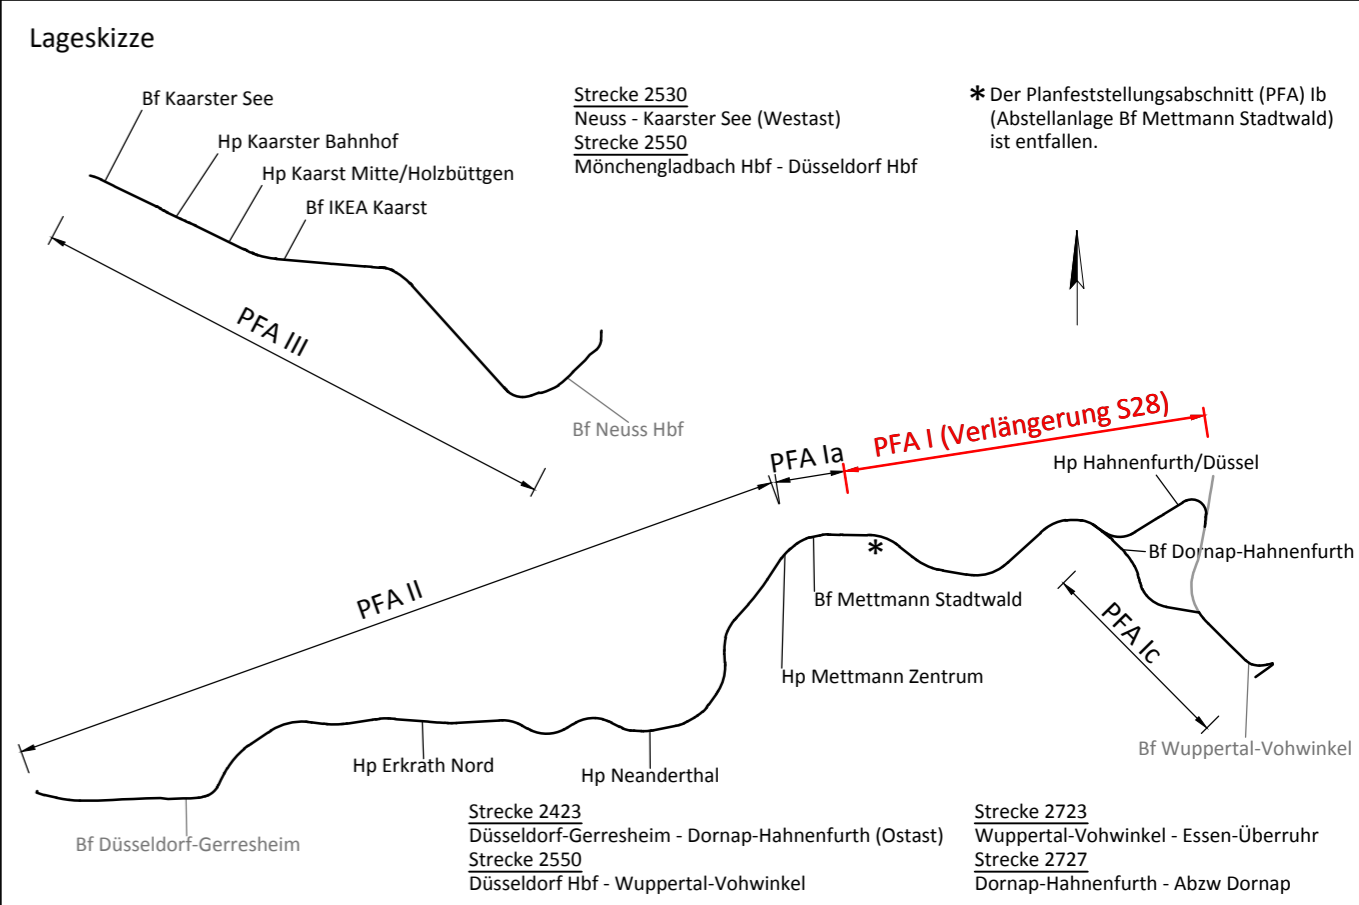 Lageskizze
Bf Kaarster See
Hp Kaarster Bahnhof
Hp Kaarst Mitte/Holzbüttgen
Bf IKEA Kaarst
Strecke 2530
Neuss - Kaarster See (Westast)
Strecke 2550
Mönchengladbach Hbf - Düsseldorf Hbf
* Der Planfeststellungsabschnitt (PFA) Ib
(Abstellanlage Bf Mettmann Stadtwald)
ist entfallen.
PFA III
Bf Neuss Hbf
PFA Ia
PFA I (Verlängerung S28)
Hp Hahnenfurth/Düssel
*
Bf Dornap-Hahnenfurth
PFA II
Bf Mettmann Stadtwald
PFA Ic
Hp Mettmann Zentrum
Bf Wuppertal-Vohwinkel
Hp Erkrath Nord
Hp Neanderthal
Bf Düsseldorf-Gerresheim
Strecke 2423
Düsseldorf-Gerresheim - Dornap-Hahnenfurth (Ostast)
Strecke 2550
Düsseldorf Hbf - Wuppertal-Vohwinkel
Strecke 2723
Wuppertal-Vohwinkel - Essen-Überruhr
Strecke 2727
Dornap-Hahnenfurth - Abzw Dornap